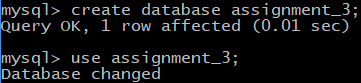 mysql> create database assignment_3;
Query OK, 1 row affected (0.01 sec)
mysql> use assignment_3;
Database changed